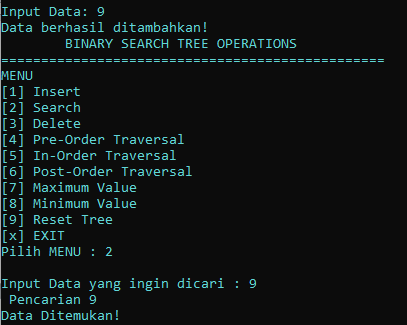 Input Data: 9
Data berhasil ditambahkan!
BINARY SEARCH TREE OPERATIONS
================================================
MENU
[1] Insert
[2] Search
[3] Delete
[4] Pre-Order Traversal
[5] In-Order Traversal
[6] Post-Order Traversal
[7] Maximum Value
[8] Minimum Value
[9] Reset Tree
[x] EXIT
Pilih MENU : 2
Input Data yang ingin dicari : 9
Pencarian 9
Data Ditemukan!